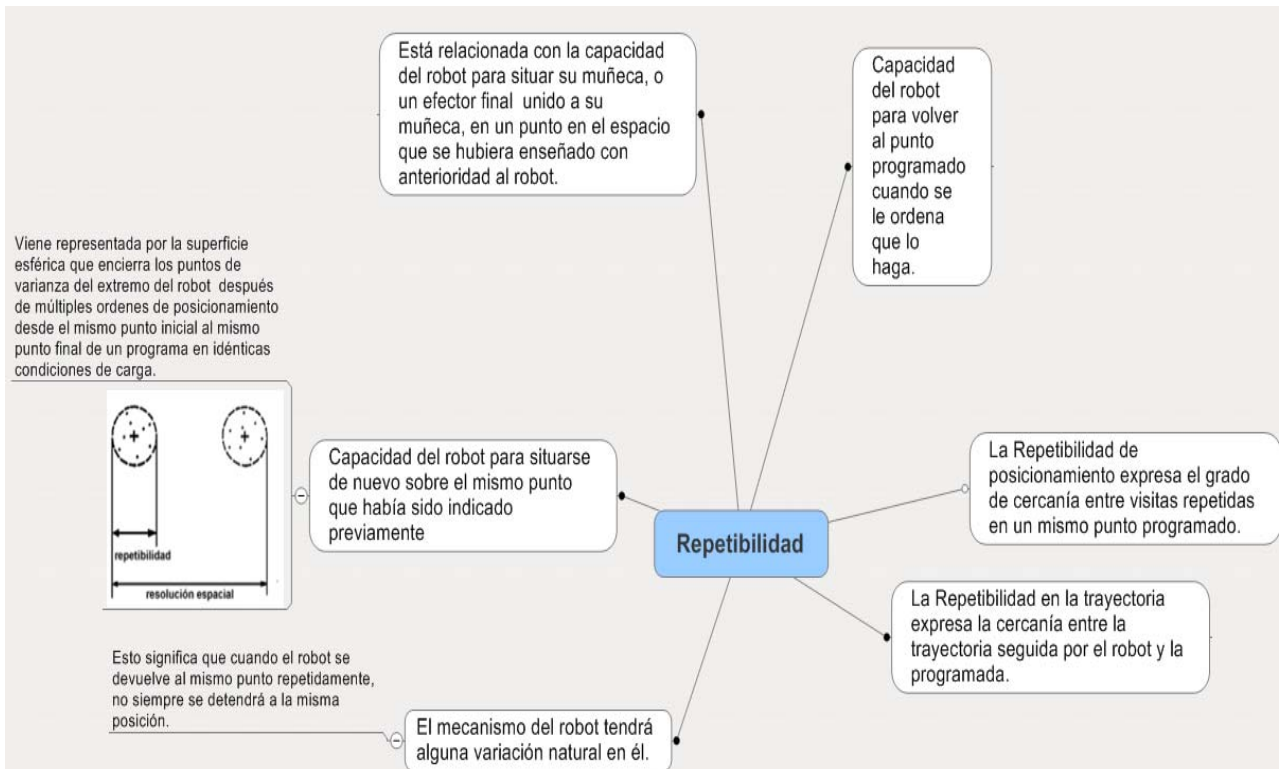 Está relacionada con la capacidad
del robot para situar su muñeca, o
un efector final unido a su
muñeca, en un punto en el espacio
que se hubiera enseñado con
anterioridad al robot.
Capacidad
del robot
para volver
al punto
programado
cuando se
le ordena
que lo
haga.
Viene representada por la superficie
esférica que encierra los puntos de
varianza del extremo del robot después
de múltiples ordenes de posicionamiento
desde el mismo punto inicial al mismo
punto final de un programa en idénticas
condiciones de carga.
repetibilidad
resolución espacial
Capacidad del robot para situarse
de nuevo sobre el mismo punto
que había sido indicado
previamente
Repetibilidad
La Repetibilidad de
posicionamiento expresa el grado
de cercanía entre visitas repetidas
en un mismo punto programado.
La Repetibilidad en la trayectoria
expresa la cercanía entre la
trayectoria seguida por el robot y la
programada.
Esto significa que cuando el robot se
devuelve al mismo punto repetidamente,
no siempre se detendrá a la misma
posición.
El mecanismo del robot tendrá
alguna variación natural en él.